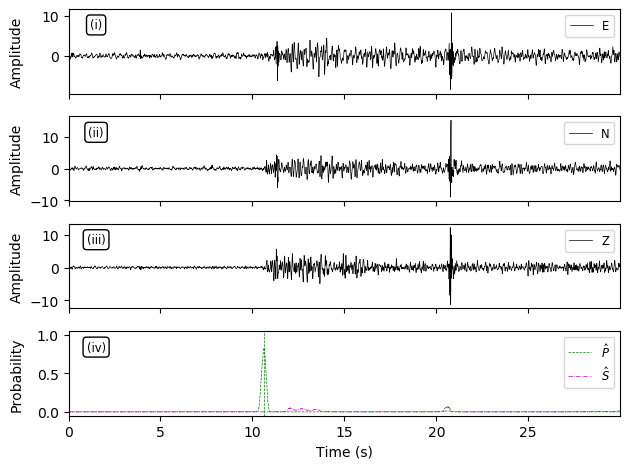 10
0
Amplitude
(i)
E
10
0
−10
Amplitude
(ii)
N
10
0
−10
Amplitude
(iii)
Z
1.0
0.5
0.0
Probability
(iv)
P̂
Ŝ
0 5 10 15 20 25
Time (s)